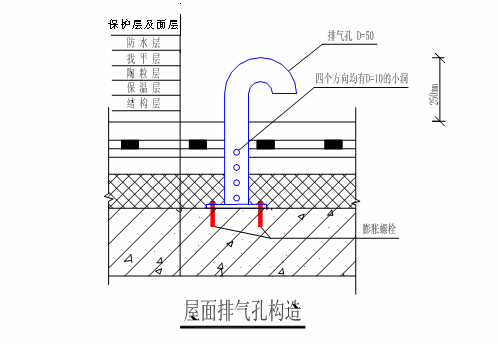 保护层及面层
防水层
找平层
陶粒层
保温层
结构层
排气孔 D=50
四个方向均有D=10的小洞
250mm
膨胀螺栓
屋面排气孔构造